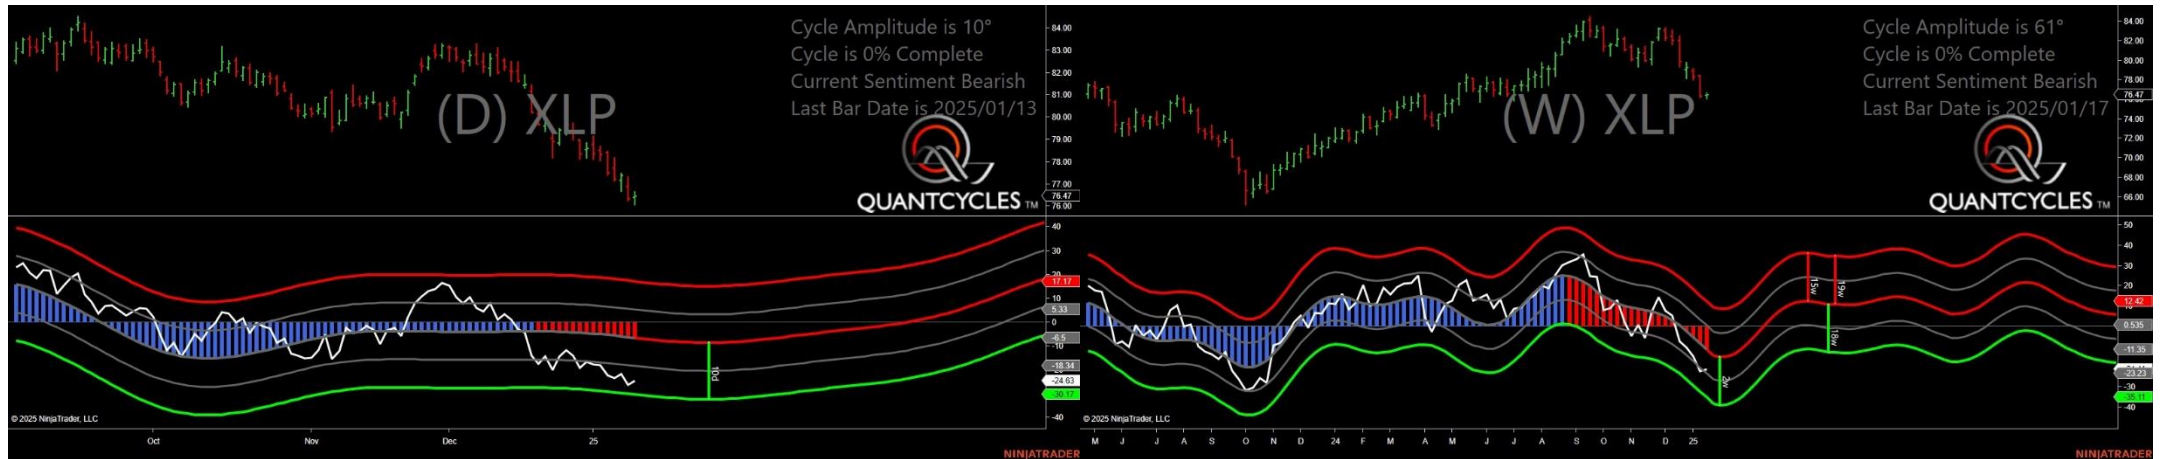 Cycle Amplitude is 10°
Cycle is 0% Complete
Current Sentiment Bearish
Last Bar Date is 2025/01/13
(D) XLP
QUANTCYCLES TM
84.00
83.00
82.00
81.00
80.00
79.00
78.00
77.00
76.47
76.00
40
30
20
17.17
10
5.33
0
-6.5
-10
-18.34
-24.63
-30.17
-40
10d
© 2025 NinjaTrader, LLC
Oct Nov Dec 25
NINJATRADER
Cycle Amplitude is 61°
Cycle is 0% Complete
Current Sentiment Bearish
Last Bar Date is 2025/01/17
(W) XLP
QUANTCYCLES TM
84.00
82.00
80.00
78.00
76.47
74.00
72.00
70.00
68.00
66.00
50
40
30
20
12.42
0.535
-11.35
-23.23
-30
-35.11
-40
15w
19w
18w
2w
© 2025 NinjaTrader, LLC
M J J A S O N D 24 F M A M J J A S O N D 25
NINJATRADER